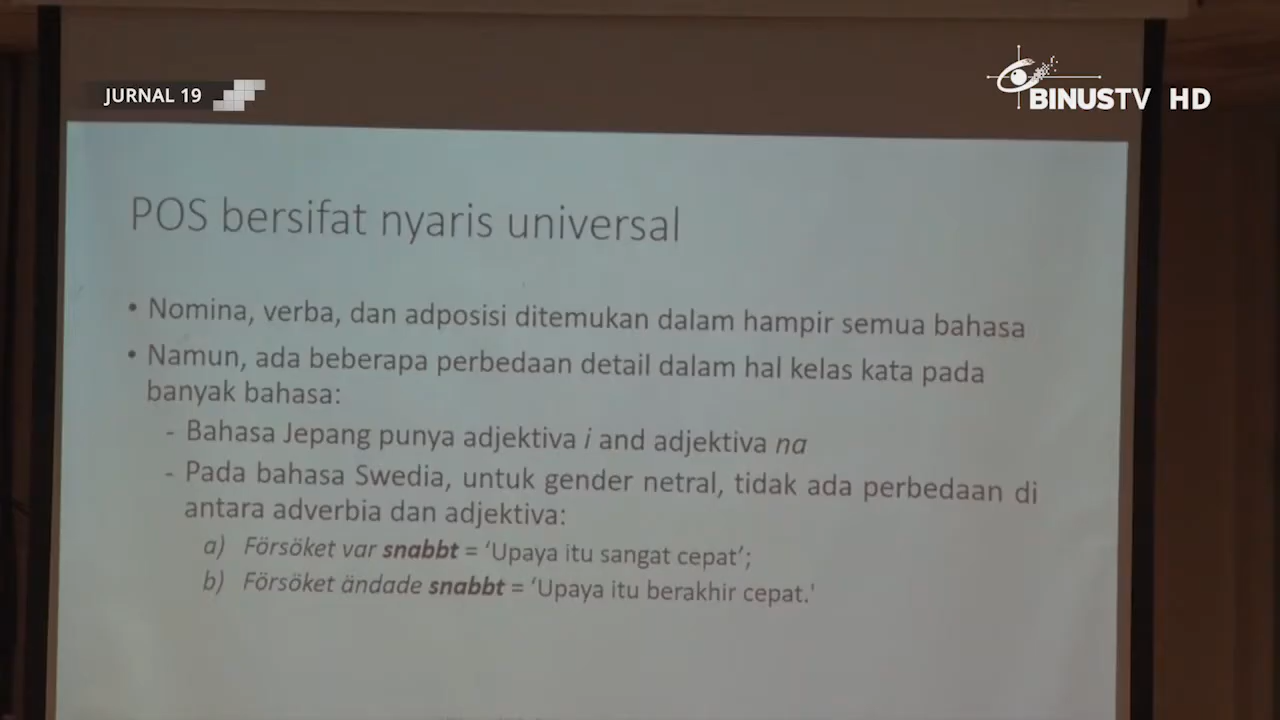 JURNAL 19
BINUSTV HD
POS bersifat nyaris universal
• Nomina, verba, dan adposisi ditemukan dalam hampir semua bahasa
• Namun, ada beberapa perbedaan detail dalam hal kelas kata pada
banyak bahasa:
- Bahasa Jepang punya adjektiva i and adjektiva na
- Pada bahasa Swedia, untuk gender netral, tidak ada perbedaan di
antara adverbia dan adjektiva:
a) Försöket var snabbt = ‘Upaya itu sangat cepat’;
b) Försöket ändade snabbt = ‘Upaya itu berakhir cepat.'